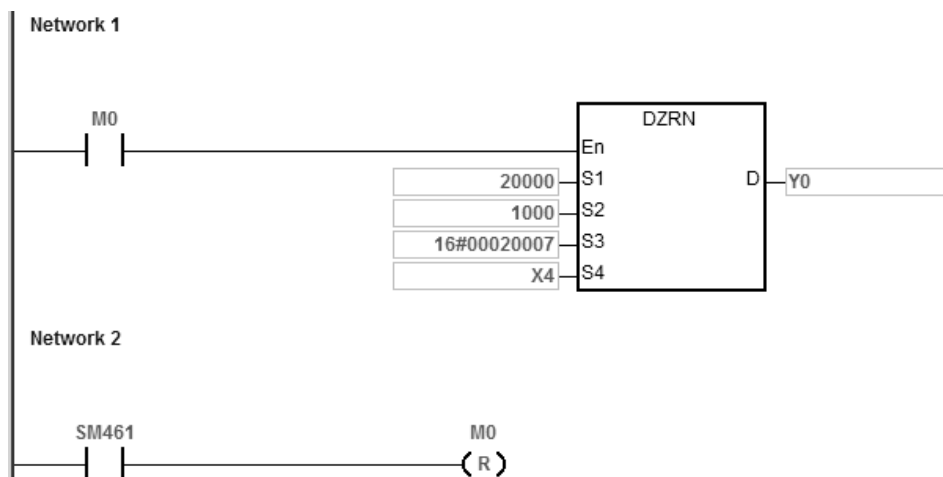 Network 1
M0
DZRN
En
20000 S1 D Y0
1000 S2
16#00020007 S3
X4 S4
Network 2
SM461 M0
R